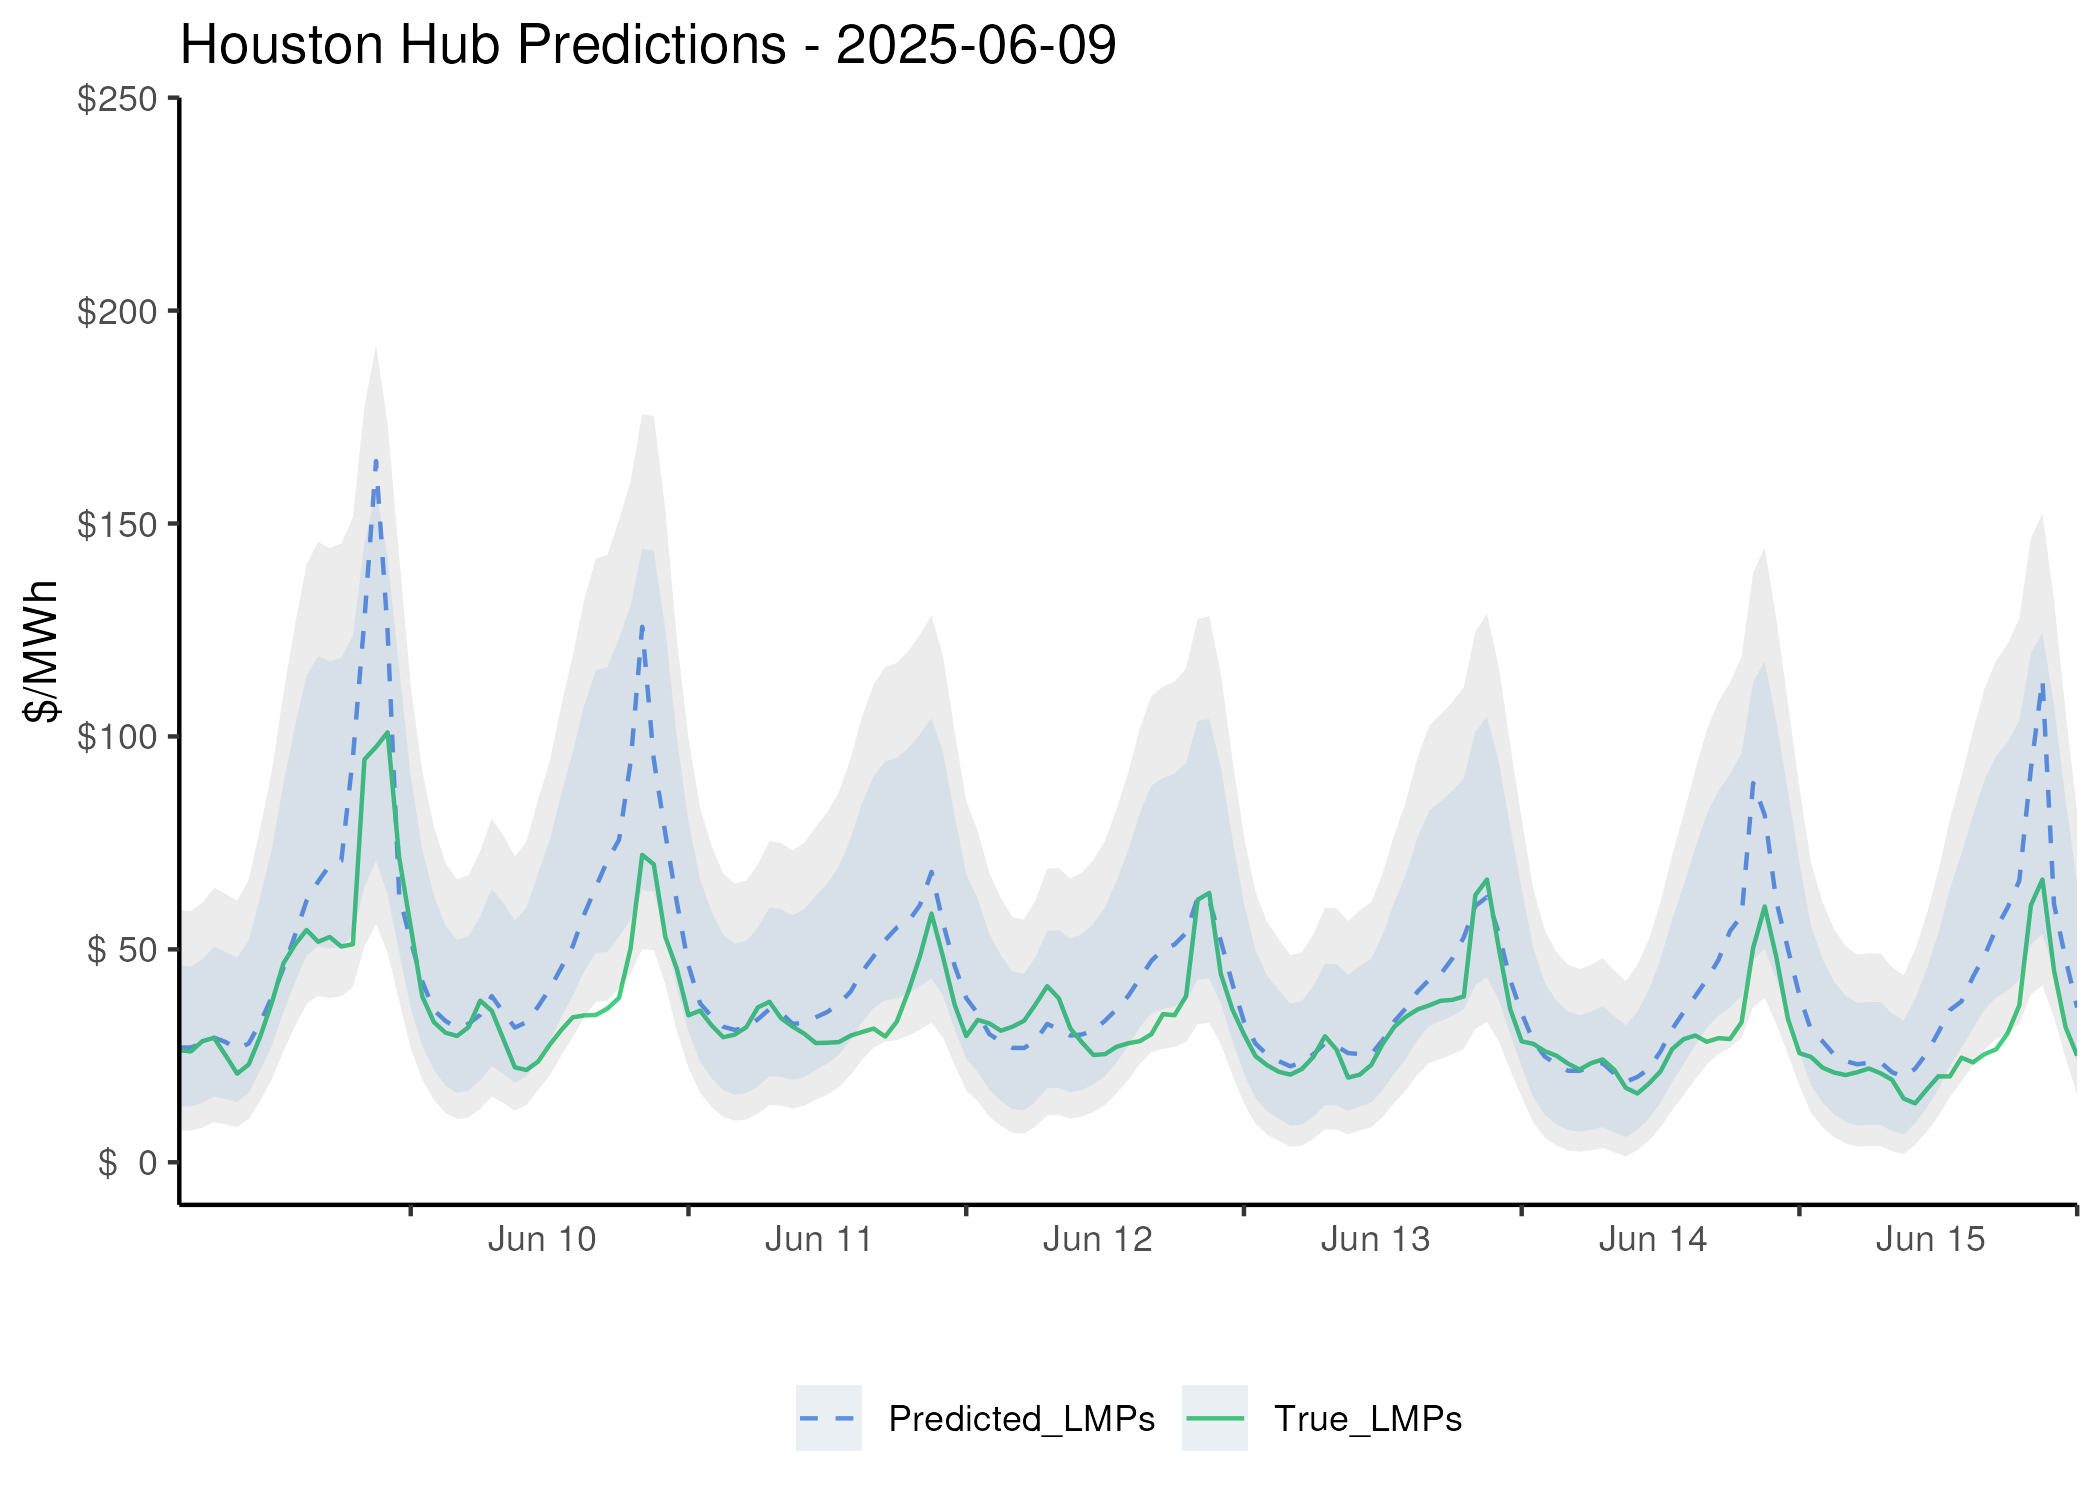 Houston Hub Predictions - 2025-06-09
$250
$200
$150
$100
$ 50
$  0
$/MWh
Jun 10 Jun 11 Jun 12 Jun 13 Jun 14 Jun 15
Predicted_LMPs True_LMPs